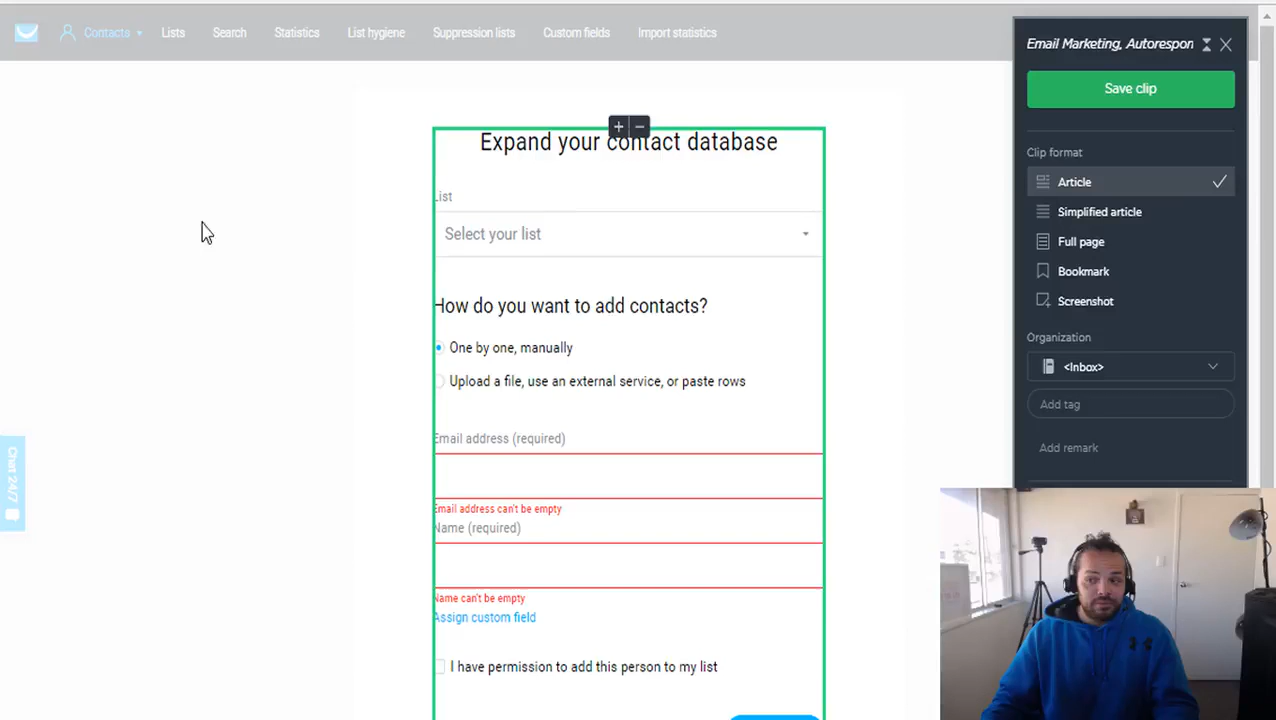 Contacts Lists Search Statistics List hygiene Suppression lists Custom fields Import statistics
Email Marketing, Autorespon
Save clip
Clip format
Article
Simplified article
Full page
Bookmark
Screenshot
Organization
<Inbox>
Add tag
Add remark
Expand your contact database
List
Select your list
How do you want to add contacts?
One by one, manually
Upload a file, use an external service, or paste rows
Email address (required)
Email address can't be empty
Name (required)
Name can't be empty
Assign custom field
I have permission to add this person to my list
Chat 24/7